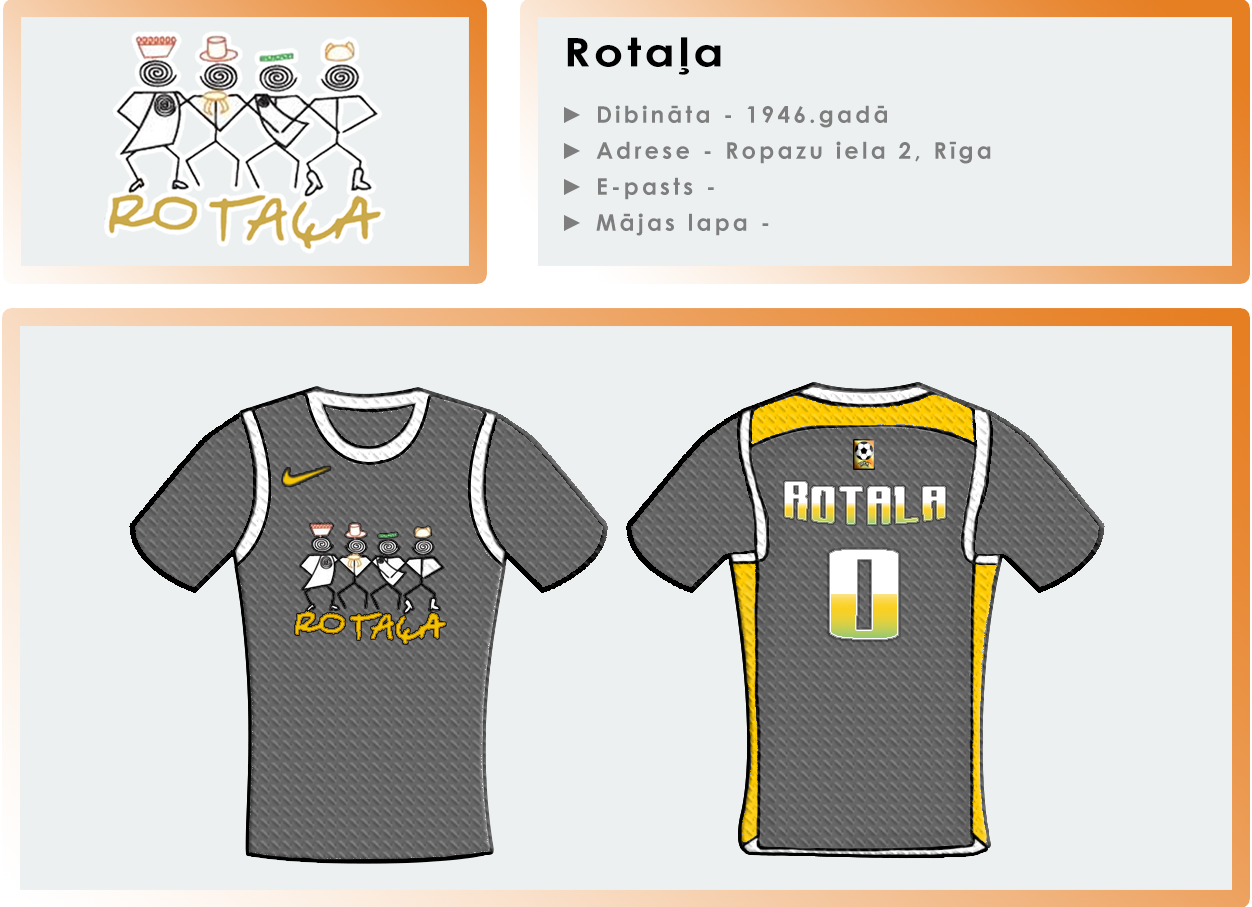 ROTAĻA
Rotaļa
► Dibināta - 1946.gadā
► Adrese - Ropazu iela 2, Rīga
► E-pasts -
► Mājas lapa -
ROTAĻA
ROTALA
0